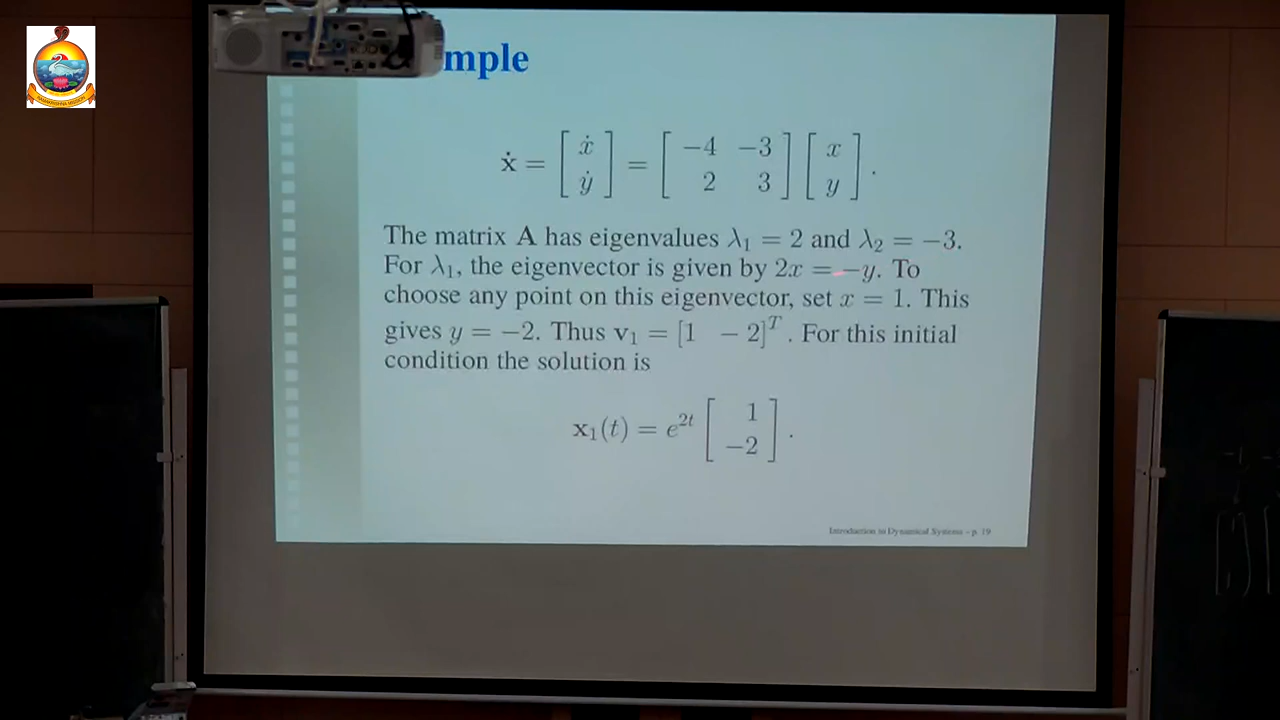 mple
ẋ = [ ẋ ẏ ] = [ −4 −3 2 3 ] [ x y ] .
The matrix A has eigenvalues λ₁ = 2 and λ₂ = −3.
For λ₁, the eigenvector is given by 2x = −y. To
choose any point on this eigenvector, set x = 1. This
gives y = −2. Thus v₁ = [1 − 2]ᵀ . For this initial
condition the solution is
x₁(t) = e²ᵗ [ 1 −2 ] .
Introduction to Dynamical Systems – p. 19